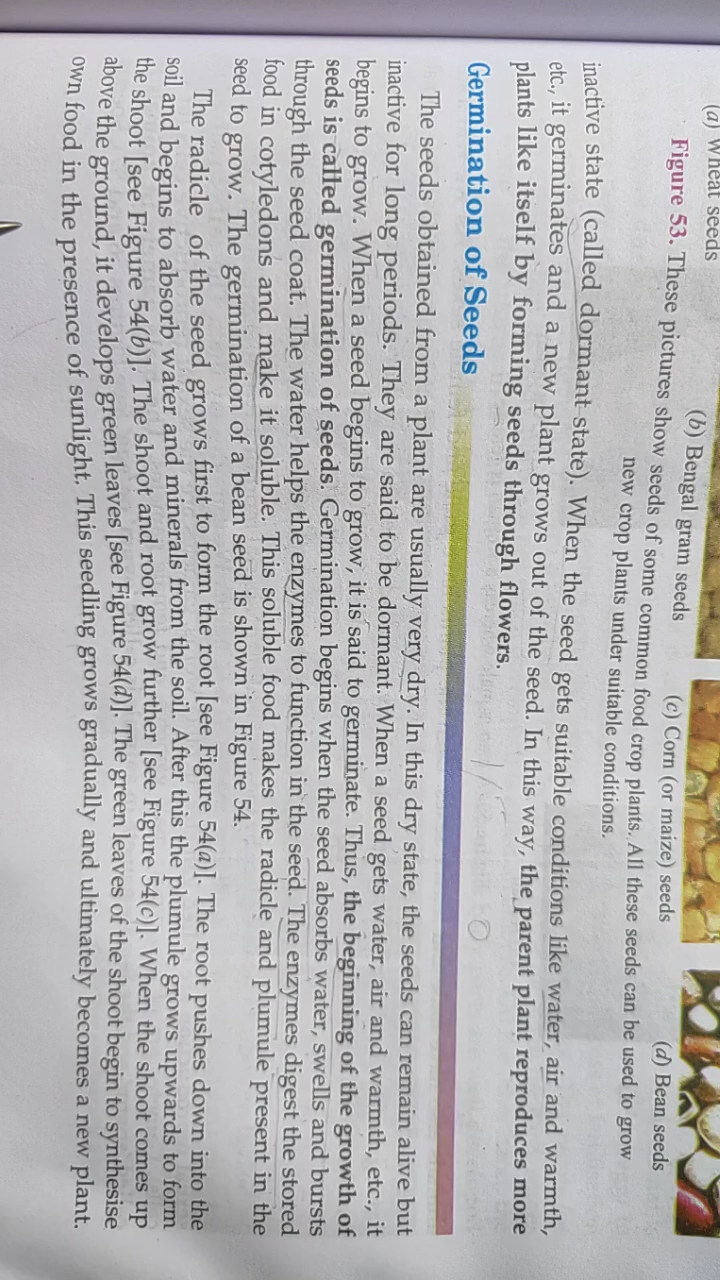 (a) Wheat seeds (b) Bengal gram seeds (c) Corn (or maize) seeds (d) Bean seeds
Figure 53. These pictures show seeds of some common food crop plants. All these seeds can be used to grow
new crop plants under suitable conditions.
inactive state (called dormant state). When the seed gets suitable conditions like water, air and warmth,
etc., it germinates and a new plant grows out of the seed. In this way, the parent plant reproduces more
plants like itself by forming seeds through flowers.
Germination of Seeds
The seeds obtained from a plant are usually very dry. In this dry state, the seeds can remain alive but
inactive for long periods. They are said to be dormant. When a seed gets water, air and warmth, etc., it
begins to grow. When a seed begins to grow, it is said to germinate. Thus, the beginning of the growth of
seeds is called germination of seeds. Germination begins when the seed absorbs water, swells and bursts
through the seed coat. The water helps the enzymes to function in the seed. The enzymes digest the stored
food in cotyledons and make it soluble. This soluble food makes the radicle and plumule present in the
seed to grow. The germination of a bean seed is shown in Figure 54.
The radicle of the seed grows first to form the root [see Figure 54(a)]. The root pushes down into the
soil and begins to absorb water and minerals from the soil. After this the plumule grows upwards to form
the shoot [see Figure 54(b)]. The shoot and root grow further [see Figure 54(c)]. When the shoot comes up
above the ground, it develops green leaves [see Figure 54(d)]. The green leaves of the shoot begin to synthesise
own food in the presence of sunlight. This seedling grows gradually and ultimately becomes a new plant.